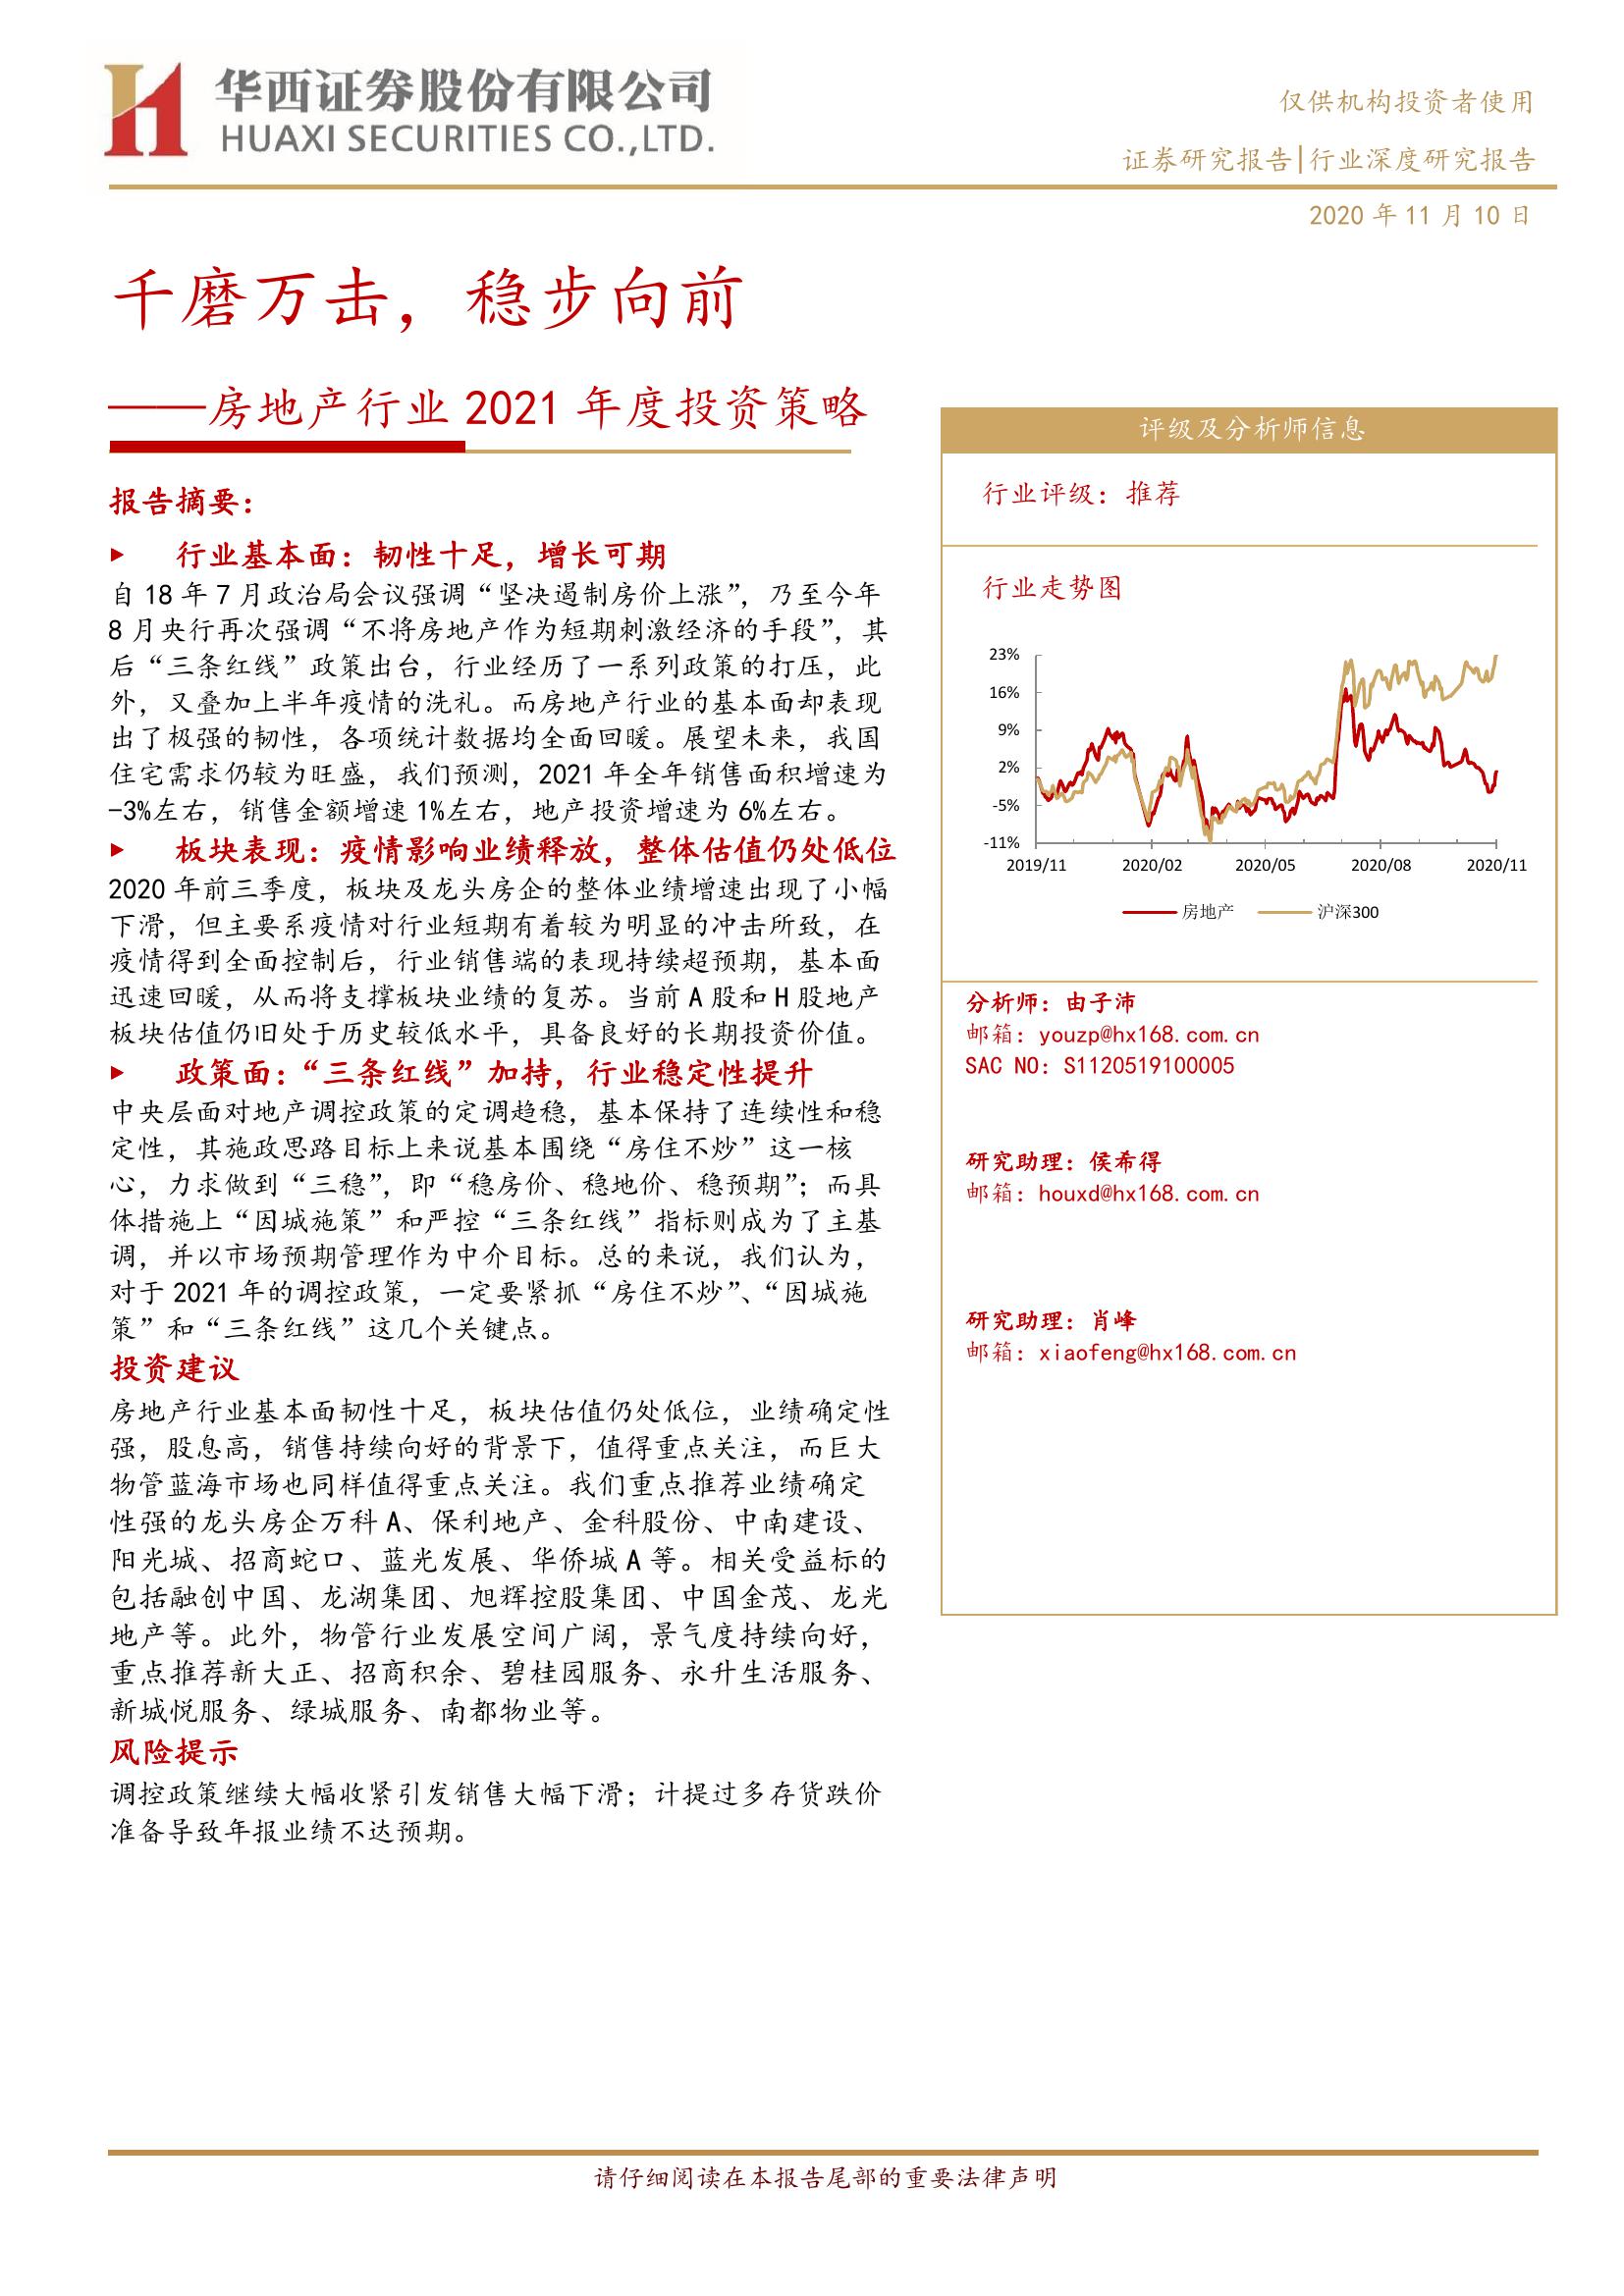 华西证券股份有限公司
HUAXI SECURITIES CO.,LTD.
仅供机构投资者使用
证券研究报告|行业深度研究报告
2020 年 11 月 10 日
千磨万击，稳步向前
——房地产行业 2021 年度投资策略
报告摘要：
▶ 行业基本面：韧性十足，增长可期
自 18 年 7 月政治局会议强调“坚决遏制房价上涨”，乃至今年
8 月央行再次强调“不将房地产作为短期刺激经济的手段”，其
后“三条红线”政策出台，行业经历了一系列政策的打压，此
外，又叠加上半年疫情的洗礼。而房地产行业的基本面却表现
出了极强的韧性，各项统计数据均全面回暖。展望未来，我国
住宅需求仍较为旺盛，我们预测，2021 年全年销售面积增速为
-3%左右，销售金额增速 1%左右，地产投资增速为 6%左右。
▶ 板块表现：疫情影响业绩释放，整体估值仍处低位
2020 年前三季度，板块及龙头房企的整体业绩增速出现了小幅
下滑，但主要系疫情对行业短期有着较为明显的冲击所致，在
疫情得到全面控制后，行业销售端的表现持续超预期，基本面
迅速回暖，从而将支撑板块业绩的复苏。当前 A 股和 H 股地产
板块估值仍旧处于历史较低水平，具备良好的长期投资价值。
▶ 政策面：“三条红线”加持，行业稳定性提升
中央层面对地产调控政策的定调趋稳，基本保持了连续性和稳
定性，其施政思路目标上来说基本围绕“房住不炒”这一核
心，力求做到“三稳”，即“稳房价、稳地价、稳预期”；而具
体措施上“因城施策”和严控“三条红线”指标则成为了主基
调，并以市场预期管理作为中介目标。总的来说，我们认为，
对于 2021 年的调控政策，一定要紧抓“房住不炒”、“因城施
策”和“三条红线”这几个关键点。
投资建议
房地产行业基本面韧性十足，板块估值仍处低位，业绩确定性
强，股息高，销售持续向好的背景下，值得重点关注，而巨大
物管蓝海市场也同样值得重点关注。我们重点推荐业绩确定
性强的龙头房企万科 A、保利地产、金科股份、中南建设、
阳光城、招商蛇口、蓝光发展、华侨城 A 等。相关受益标的
包括融创中国、龙湖集团、旭辉控股集团、中国金茂、龙光
地产等。此外，物管行业发展空间广阔，景气度持续向好，
重点推荐新大正、招商积余、碧桂园服务、永升生活服务、
新城悦服务、绿城服务、南都物业等。
风险提示
调控政策继续大幅收紧引发销售大幅下滑；计提过多存货跌价
准备导致年报业绩不达预期。
评级及分析师信息
行业评级：推荐
行业走势图
23%
16%
9%
2%
-5%
-11%
2019/11 2020/02 2020/05 2020/08 2020/11
房地产 沪深300
分析师：由子沛
邮箱：youzp@hx168.com.cn
SAC NO：S1120519100005
研究助理：侯希得
邮箱：houxd@hx168.com.cn
研究助理：肖峰
邮箱：xiaofeng@hx168.com.cn
请仔细阅读在本报告尾部的重要法律声明